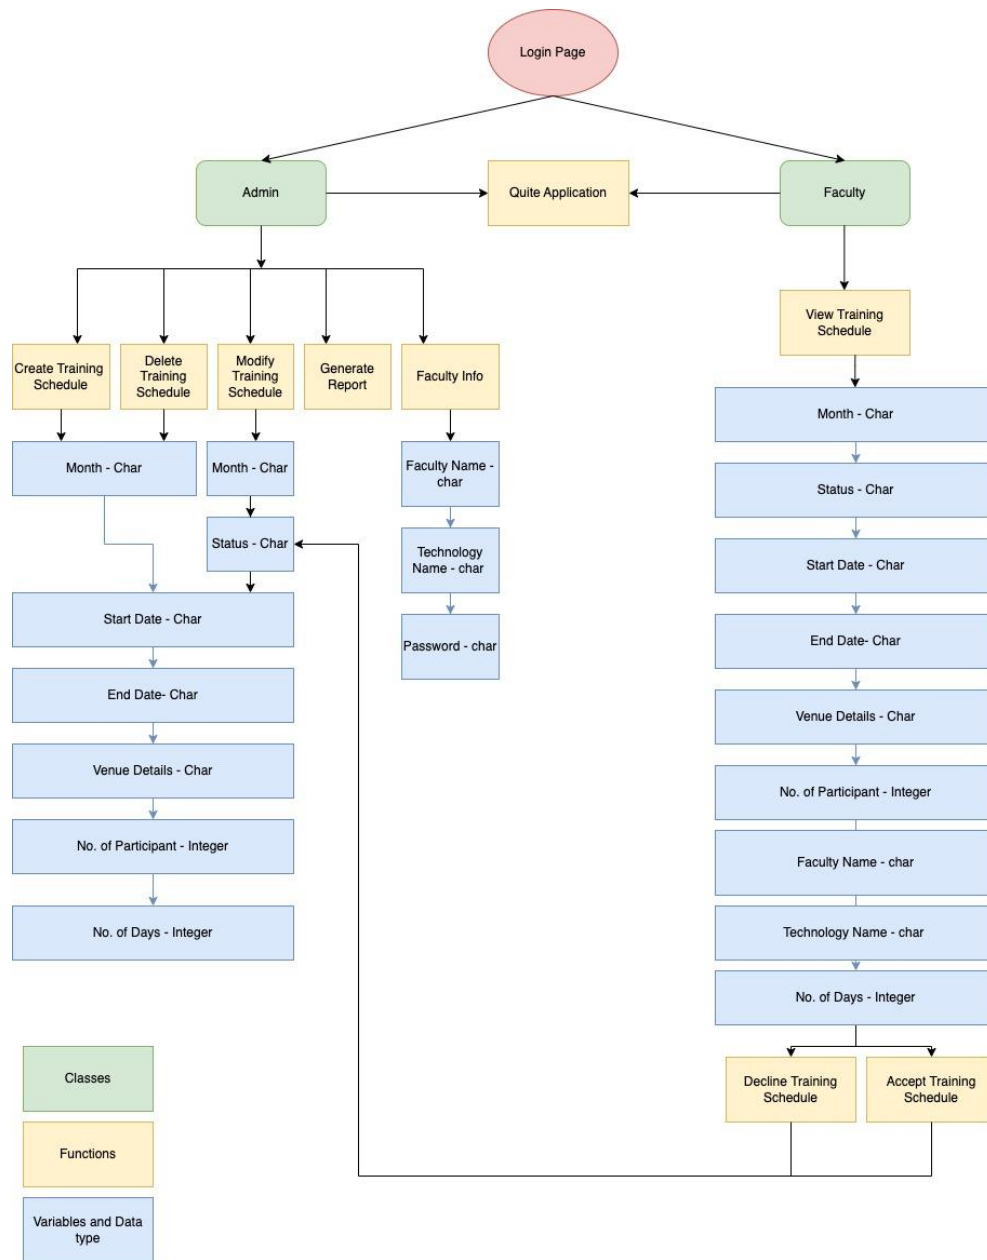 Login Page
Admin
Quite Application
Faculty
View Training
Schedule
Create Training
Schedule
Delete
Training
Schedule
Modify
Training
Schedule
Generate
Report
Faculty Info
Month - Char
Month - Char
Faculty Name -
char
Month - Char
Status - Char
Status - Char
Technology
Name - char
Start Date - Char
Start Date - Char
Password - char
End Date- Char
End Date- Char
Venue Details - Char
Venue Details - Char
No. of Participant - Integer
No. of Participant - Integer
Faculty Name - char
No. of Days - Integer
Technology Name - char
No. of Days - Integer
Decline Training
Schedule
Accept Training
Schedule
Classes
Functions
Variables and Data
type